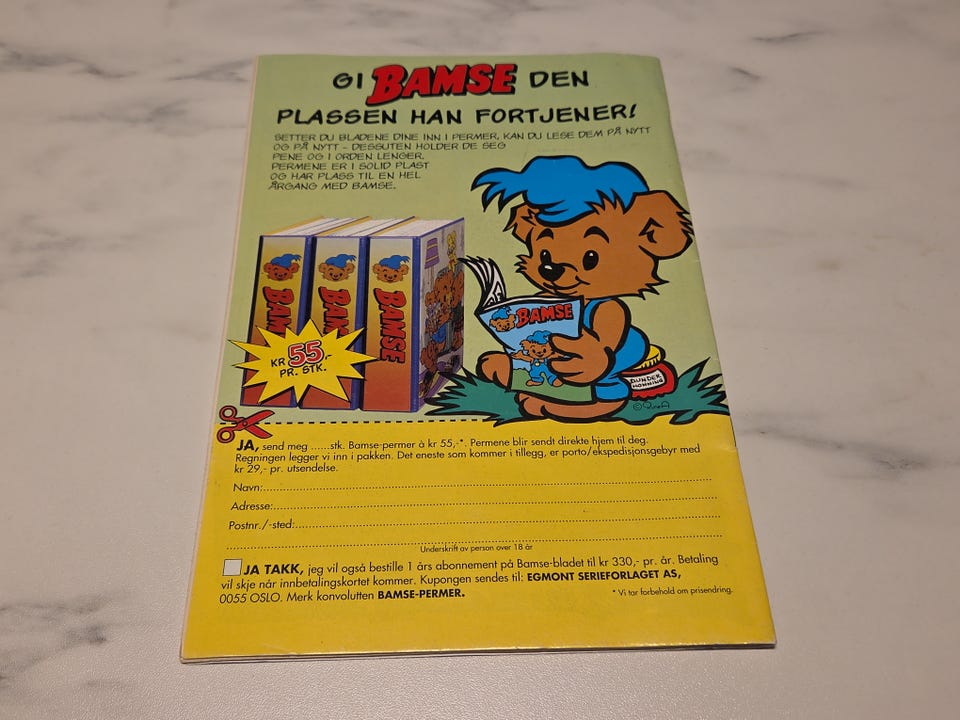 GI BAMSE DEN
PLASSEN HAN FORTJENER!
SETTER DU BLADENE DINE INN I PERMER, KAN DU LESE DEM PÅ NYTT
OG PÅ NYTT - DESSUTEN HOLDER DE SEG
PENE OG I ORDEN LENGER.
PERMENE ER I SOLID PLAST
OG HAR PLASS TIL EN HEL
ÅRGANG MED BAMSE.
BAM
BAM
BAMSE
BAMSE
KR 55,-
PR. STK.
DUNDER
HONNING
JA, send meg ......stk. Bamse-permer à kr 55,-*. Permene blir sendt direkte hjem til deg.
Regningen legger vi inn i pakken. Det eneste som kommer i tillegg, er porto/ekspedisjonsgebyr med
kr 29,- pr. utsendelse.
Navn:
Adresse:
Postnr./-sted:
Underskrift av person over 18 år
JA TAKK, jeg vil også bestille 1 års abonnement på Bamse-bladet til kr 330,- pr. år. Betaling
vil skje når innbetalingskortet kommer. Kupongen sendes til: EGMONT SERIEFORLAGET AS,
0055 OSLO. Merk konvolutten BAMSE-PERMER.
* Vi tar forbehold om prisendring.